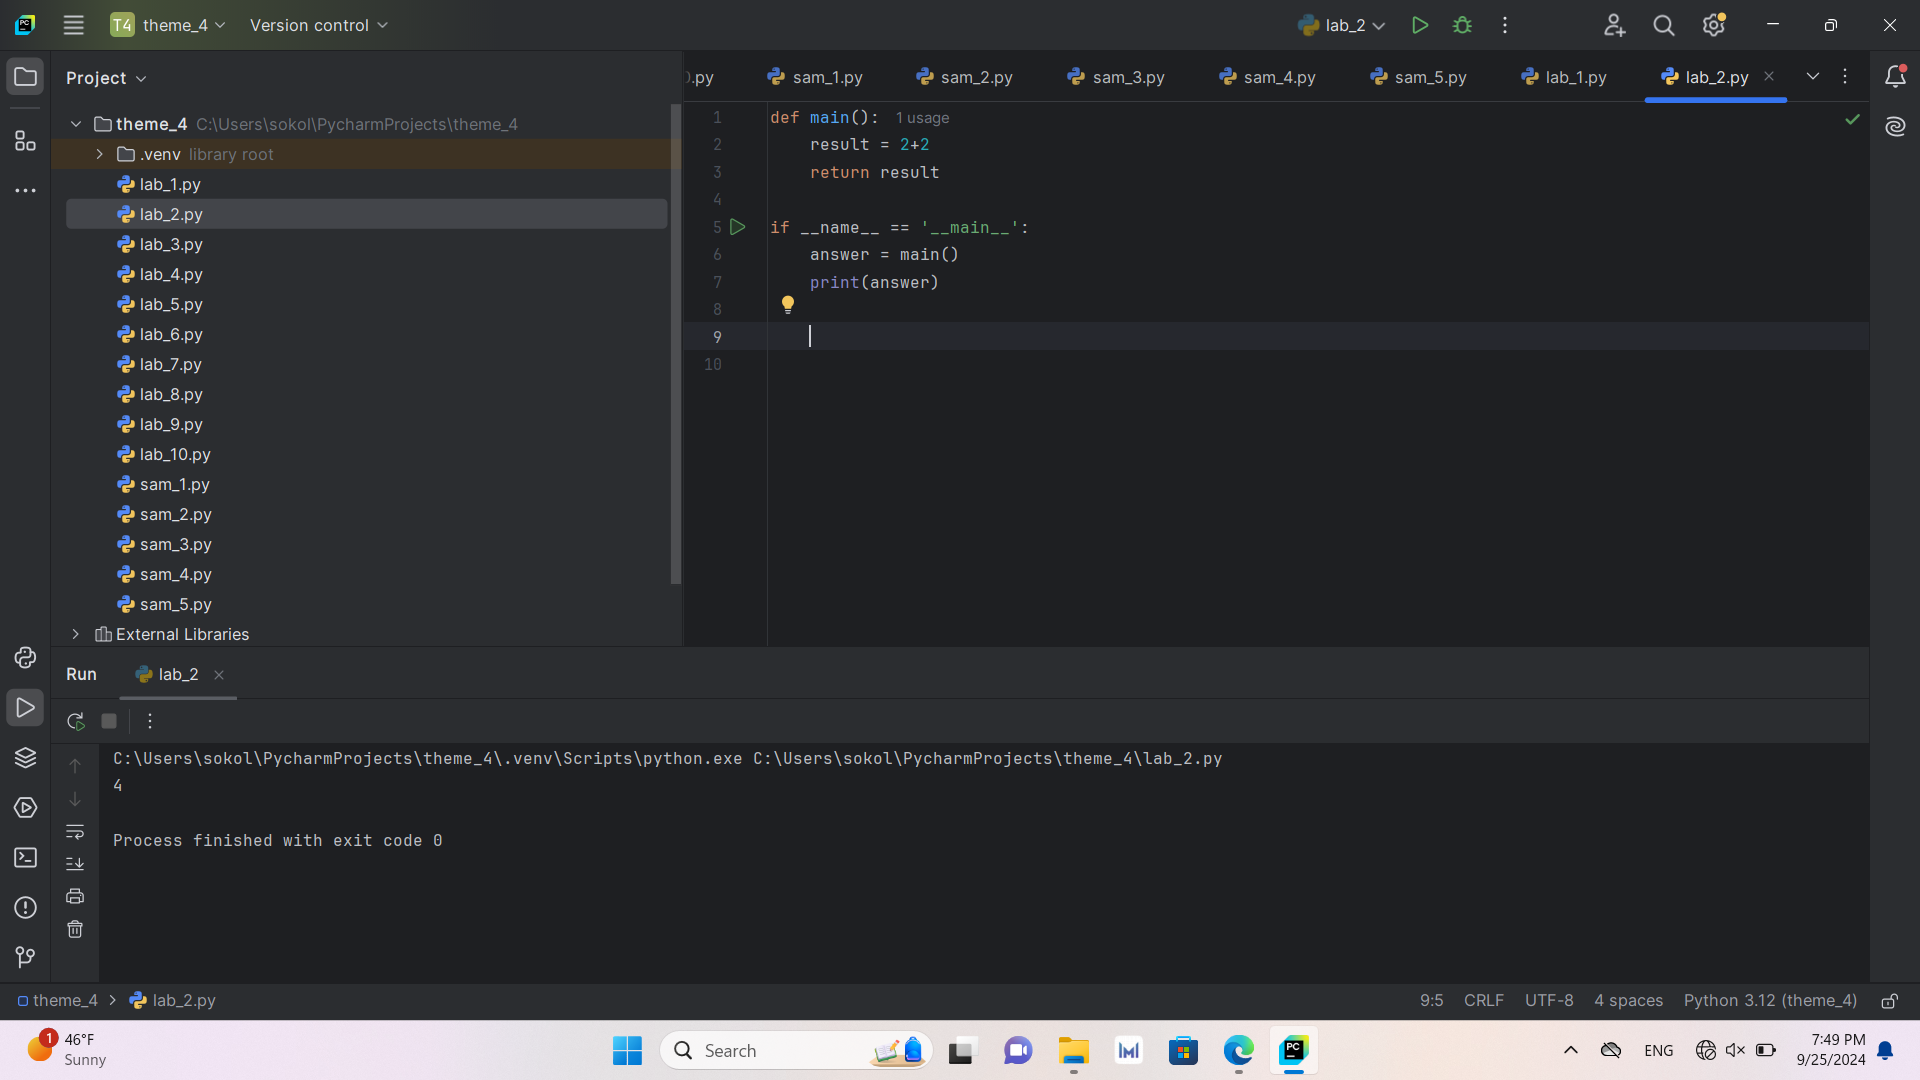 T4 theme_4 Version control lab_2
Project
theme_4 C:\Users\sokol\PycharmProjects\theme_4
.venv library root
lab_1.py
lab_2.py
lab_3.py
lab_4.py
lab_5.py
lab_6.py
lab_7.py
lab_8.py
lab_9.py
lab_10.py
sam_1.py
sam_2.py
sam_3.py
sam_4.py
sam_5.py
External Libraries
.py sam_1.py sam_2.py sam_3.py sam_4.py sam_5.py lab_1.py lab_2.py
1 def main(): 1 usage
2 result = 2+2
3 return result
4
5 if __name__ == '__main__':
6 answer = main()
7 print(answer)
8
9
10
Run lab_2
C:\Users\sokol\PycharmProjects\theme_4\.venv\Scripts\python.exe C:\Users\sokol\PycharmProjects\theme_4\lab_2.py
4
Process finished with exit code 0
theme_4 > lab_2.py 9:5 CRLF UTF-8 4 spaces Python 3.12 (theme_4)
1 46°F
Sunny
Search
PC
ENG
7:49 PM
9/25/2024